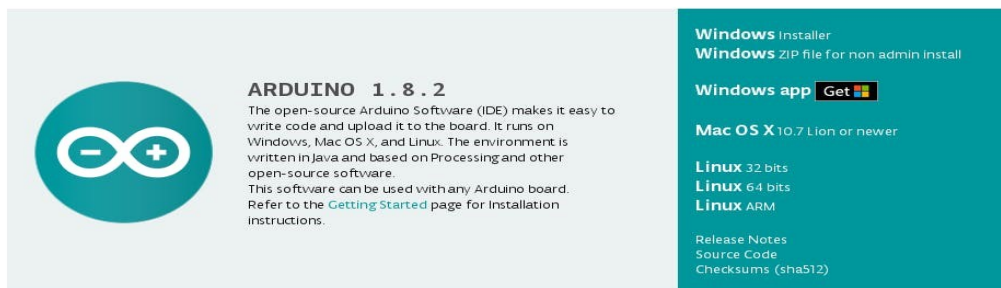 ARDUINO 1.8.2
The open-source Arduino Software (IDE) makes it easy to
write code and upload it to the board. It runs on
Windows, Mac OS X, and Linux. The environment is
written in Java and based on Processing and other
open-source software.
This software can be used with any Arduino board.
Refer to the Getting Started page for Installation
instructions.
Windows Installer
Windows ZIP file for non admin install
Windows app Get
Mac OS X 10.7 Lion or newer
Linux 32 bits
Linux 64 bits
Linux ARM
Release Notes
Source Code
Checksums (sha512)